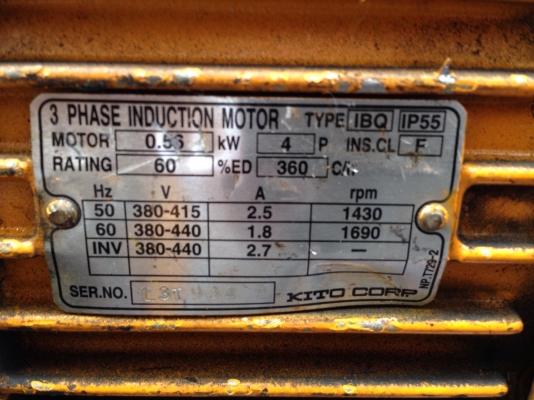 3 PHASE INDUCTION MOTOR TYPE IBQ IP55
MOTOR 0.56 kW 4 P INS.CL F
RATING 60 %ED 360 C/h
Hz V A rpm
50 380-415 2.5 1430
60 380-440 1.8 1690
INV 380-440 2.7 —
SER.NO.
KITO CORP.
NP.T729-2